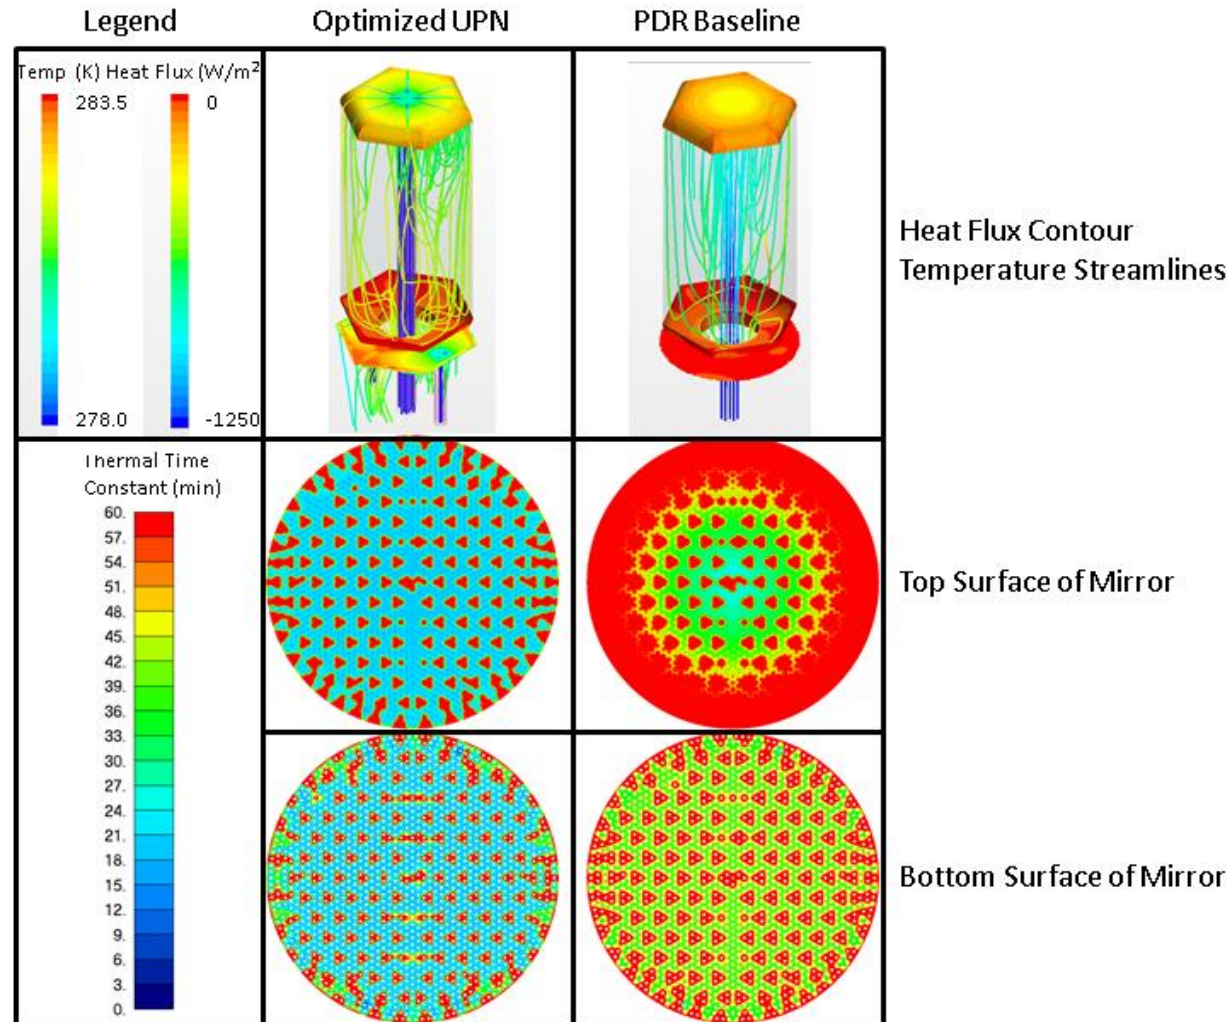 Legend Optimized UPN PDR Baseline
Temp (K) Heat Flux (W/m²
283.5 0
278.0 -1250
Heat Flux Contour
Temperature Streamlines
Thermal Time
Constant (min)
60.
57.
54.
51.
48.
45.
42.
39.
36.
33.
30.
27.
24.
21.
18.
15.
12.
9.
6.
3.
0.
Top Surface of Mirror
Bottom Surface of Mirror